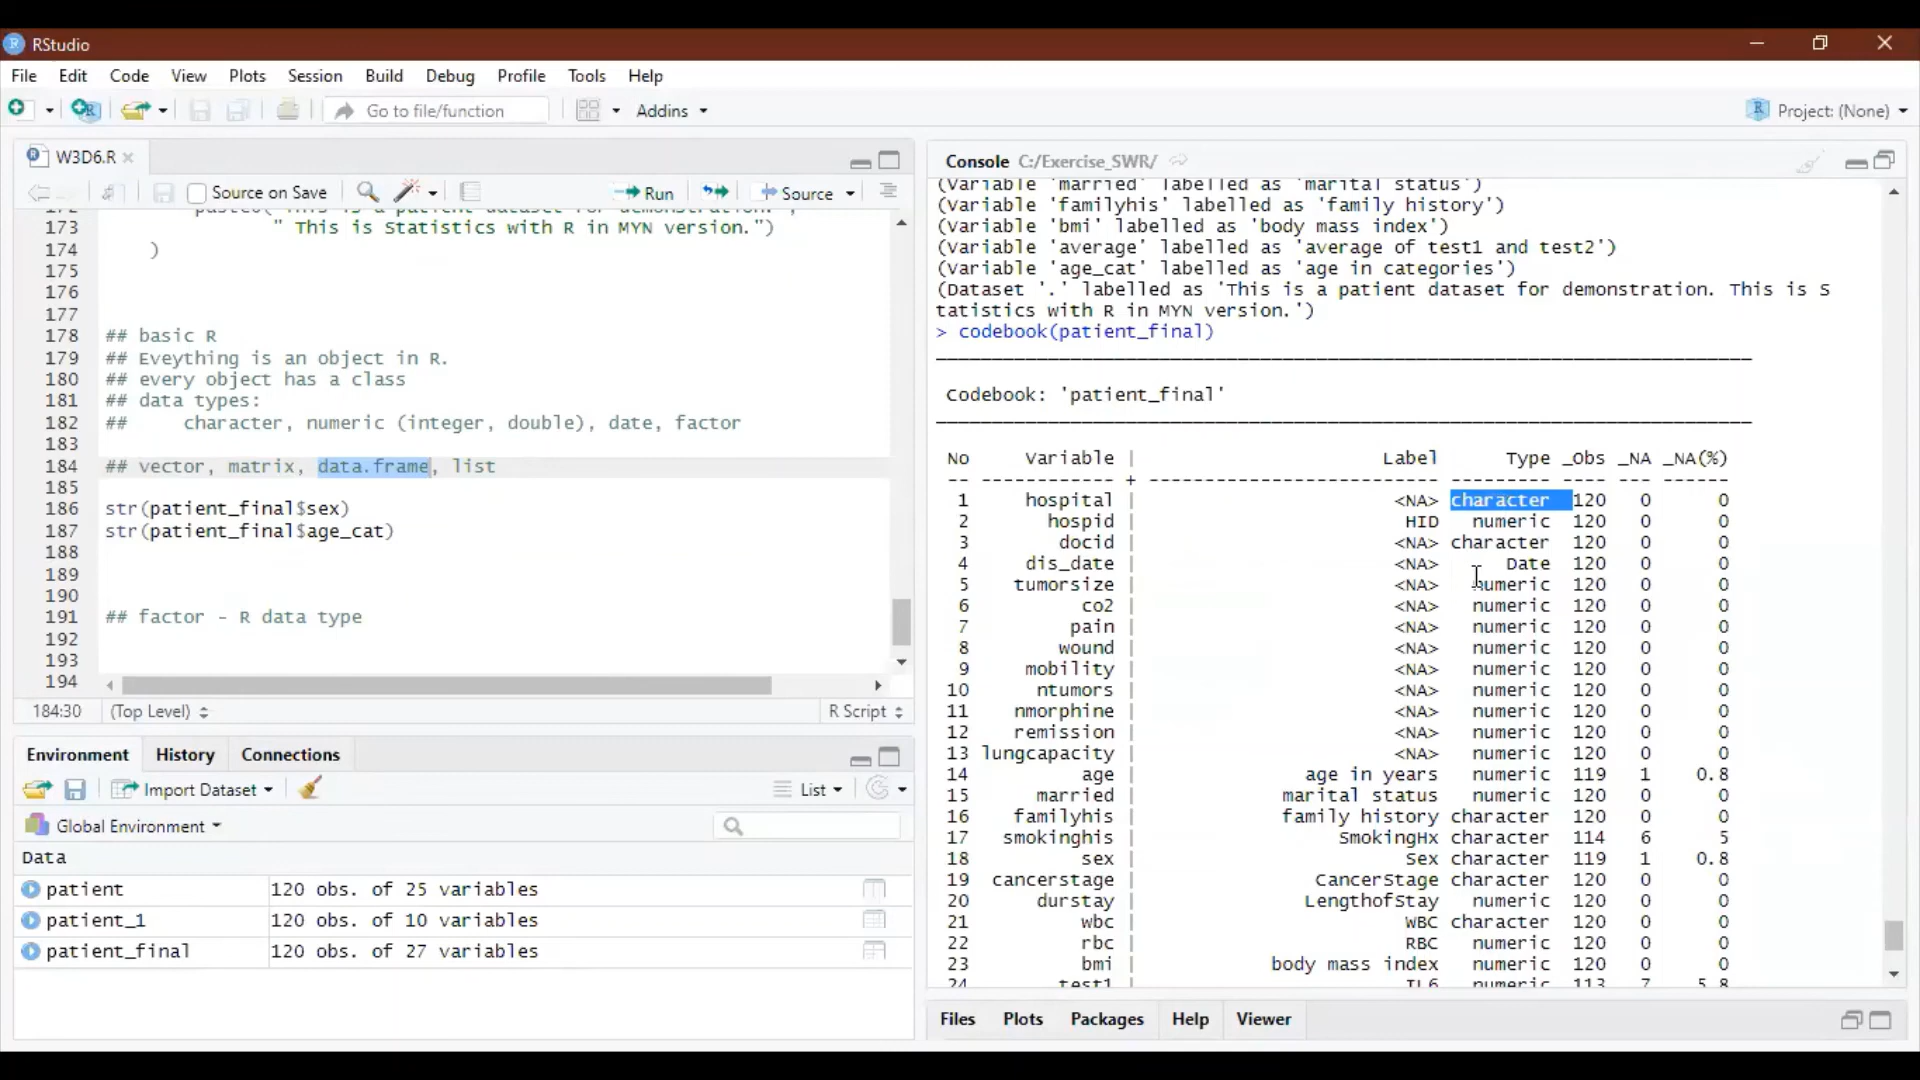 RStudio
File Edit Code View Plots Session Build Debug Profile Tools Help
Go to file/function Addins Project: (None)
W3D6.R
Source on Save Run Source
173 " This is Statistics with R in MYN version.")
174 )
175
176
177
178 ## basic R
179 ## Eveything is an object in R.
180 ## every object has a class
181 ## data types:
182 ## character, numeric (integer, double), date, factor
183
184 ## vector, matrix, data.frame, list
185
186 str(patient_final$sex)
187 str(patient_final$age_cat)
188
189
190
191 ## factor - R data type
192
193
194
184:30 (Top Level) R Script
Environment History Connections
Import Dataset List
Global Environment
Data
patient 120 obs. of 25 variables
patient_1 120 obs. of 10 variables
patient_final 120 obs. of 27 variables
Console C:/Exercise_SWR/
(Variable 'married' labelled as 'marital status')
(Variable 'familyhis' labelled as 'family history')
(Variable 'bmi' labelled as 'body mass index')
(Variable 'average' labelled as 'average of test1 and test2')
(Variable 'age_cat' labelled as 'age in categories')
(Dataset '.' labelled as 'This is a patient dataset for demonstration. This is S
tatistics with R in MYN version.')
> codebook(patient_final)
Codebook: 'patient_final'
No Variable | Label Type _Obs _NA _NA(%)
-- ------------ + ------------------------- --------- ---- --- ------
1 hospital | <NA> character 120 0 0
2 hospid | HID numeric 120 0 0
3 docid | <NA> character 120 0 0
4 dis_date | <NA> Date 120 0 0
5 tumorsize | <NA> numeric 120 0 0
6 co2 | <NA> numeric 120 0 0
7 pain | <NA> numeric 120 0 0
8 wound | <NA> numeric 120 0 0
9 mobility | <NA> numeric 120 0 0
10 ntumors | <NA> numeric 120 0 0
11 nmorphine | <NA> numeric 120 0 0
12 remission | <NA> numeric 120 0 0
13 lungcapacity | <NA> numeric 120 0 0
14 age | age in years numeric 119 1 0.8
15 married | marital status numeric 120 0 0
16 familyhis | family history character 120 0 0
17 smokinghis | SmokingHx character 114 6 5
18 sex | Sex character 119 1 0.8
19 cancerstage | CancerStage character 120 0 0
20 durstay | LengthofStay numeric 120 0 0
21 wbc | WBC character 120 0 0
22 rbc | RBC numeric 120 0 0
23 bmi | body mass index numeric 120 0 0
24 test1 | IL6 numeric 113 7 5.8
Files Plots Packages Help Viewer